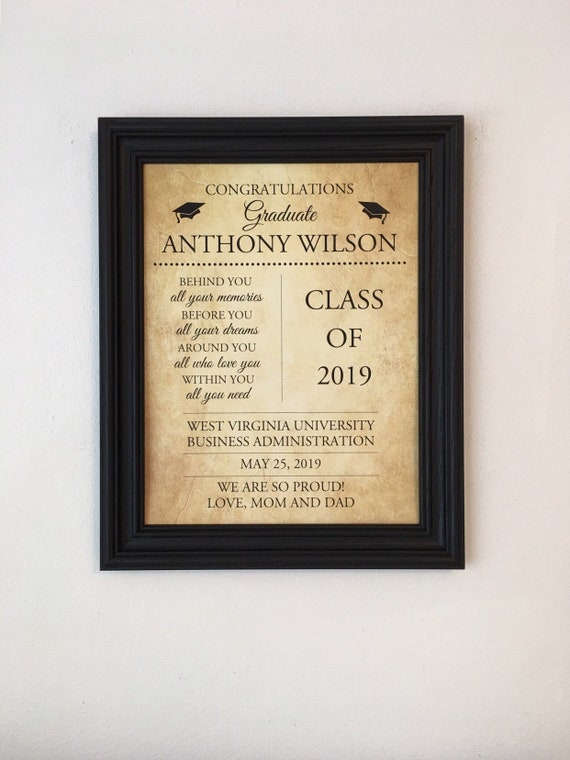 CONGRATULATIONS
Graduate
ANTHONY WILSON
BEHIND YOU
all your memories
BEFORE YOU
all your dreams
AROUND YOU
all who love you
WITHIN YOU
all you need
CLASS
OF
2019
WEST VIRGINIA UNIVERSITY
BUSINESS ADMINISTRATION
MAY 25, 2019
WE ARE SO PROUD!
LOVE, MOM AND DAD